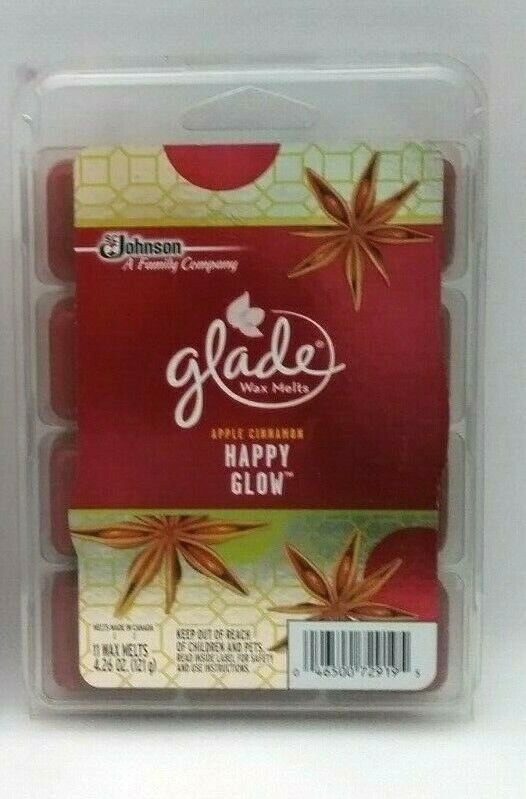 SC Johnson
A Family Company
glade®
Wax Melts
APPLE CINNAMON
HAPPY
GLOW™
MELTS MADE IN CANADA
11 WAX MELTS
4.26 OZ. (121 g)
KEEP OUT OF REACH
OF CHILDREN AND PETS.
READ INSIDE LABEL FOR SAFETY
AND USE INSTRUCTIONS.
0 46500 72919 5